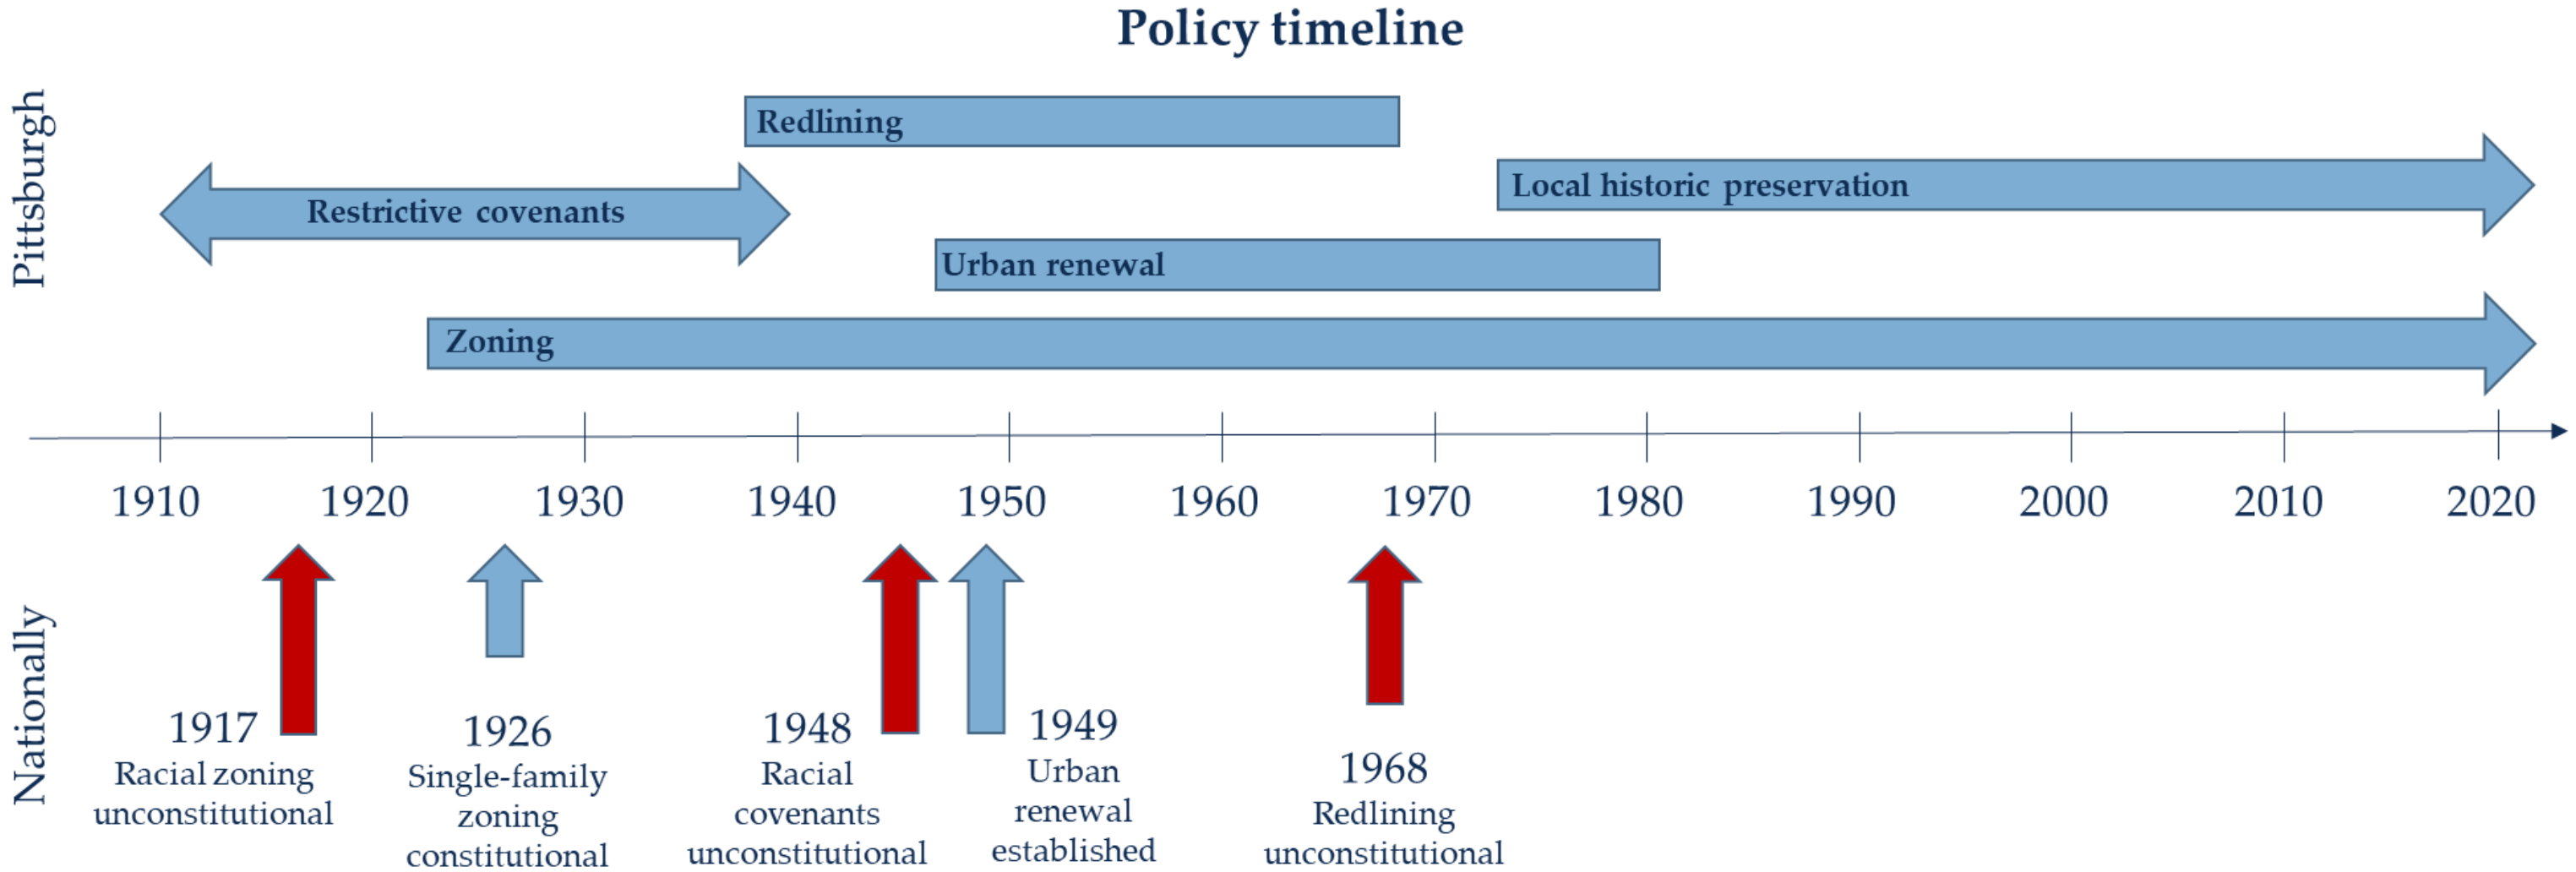 Policy timeline
Pittsburgh
Redlining
Local historic preservation
Restrictive covenants
Urban renewal
Zoning
1910 1920 1930 1940 1950 1960 1970 1980 1990 2000 2010 2020
Nationally
1917
Racial zoning
unconstitutional
1926
Single-family
zoning
constitutional
1948
Racial
covenants
unconstitutional
1949
Urban
renewal
established
1968
Redlining
unconstitutional